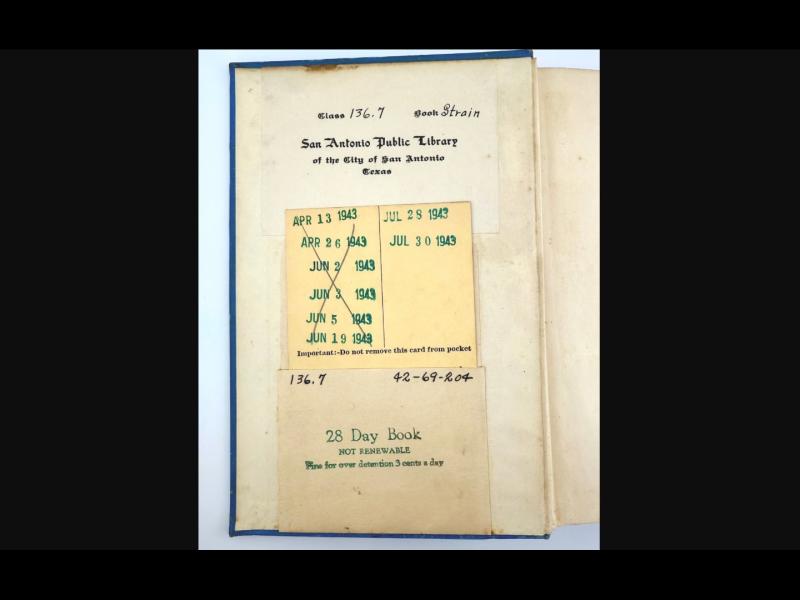 Class 136.7 Book Strain
San Antonio Public Library
of the City of San Antonio
Texas
APR 13 1943
APR 26 1943
JUN 2 1943
JUN 3 1943
JUN 5 1943
JUN 19 1943
JUL 28 1943
JUL 30 1943
Important:-Do not remove this card from pocket
136.7 42-69-204
28 Day Book
NOT RENEWABLE
Fine for over detention 3 cents a day